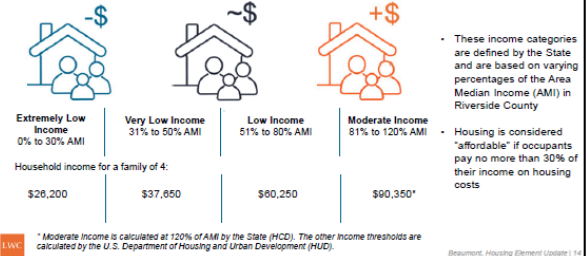 -$
~$
+$
Extremely Low
Income
0% to 30% AMI
Very Low Income
31% to 50% AMI
Low Income
51% to 80% AMI
Moderate Income
81% to 120% AMI
Household income for a family of 4:
$26,200
$37,650
$60,250
$90,350*
• These income categories
are defined by the State
and are based on varying
percentages of the Area
Median Income (AMI) in
Riverside County
• Housing is considered
"affordable" if occupants
pay no more than 30% of
their income on housing
costs
* Moderate Income is calculated at 120% of AMI by the State (HCD). The other income thresholds are
calculated by the U.S. Department of Housing and Urban Development (HUD).
LWC
Beaumont, Housing Element Update | 14